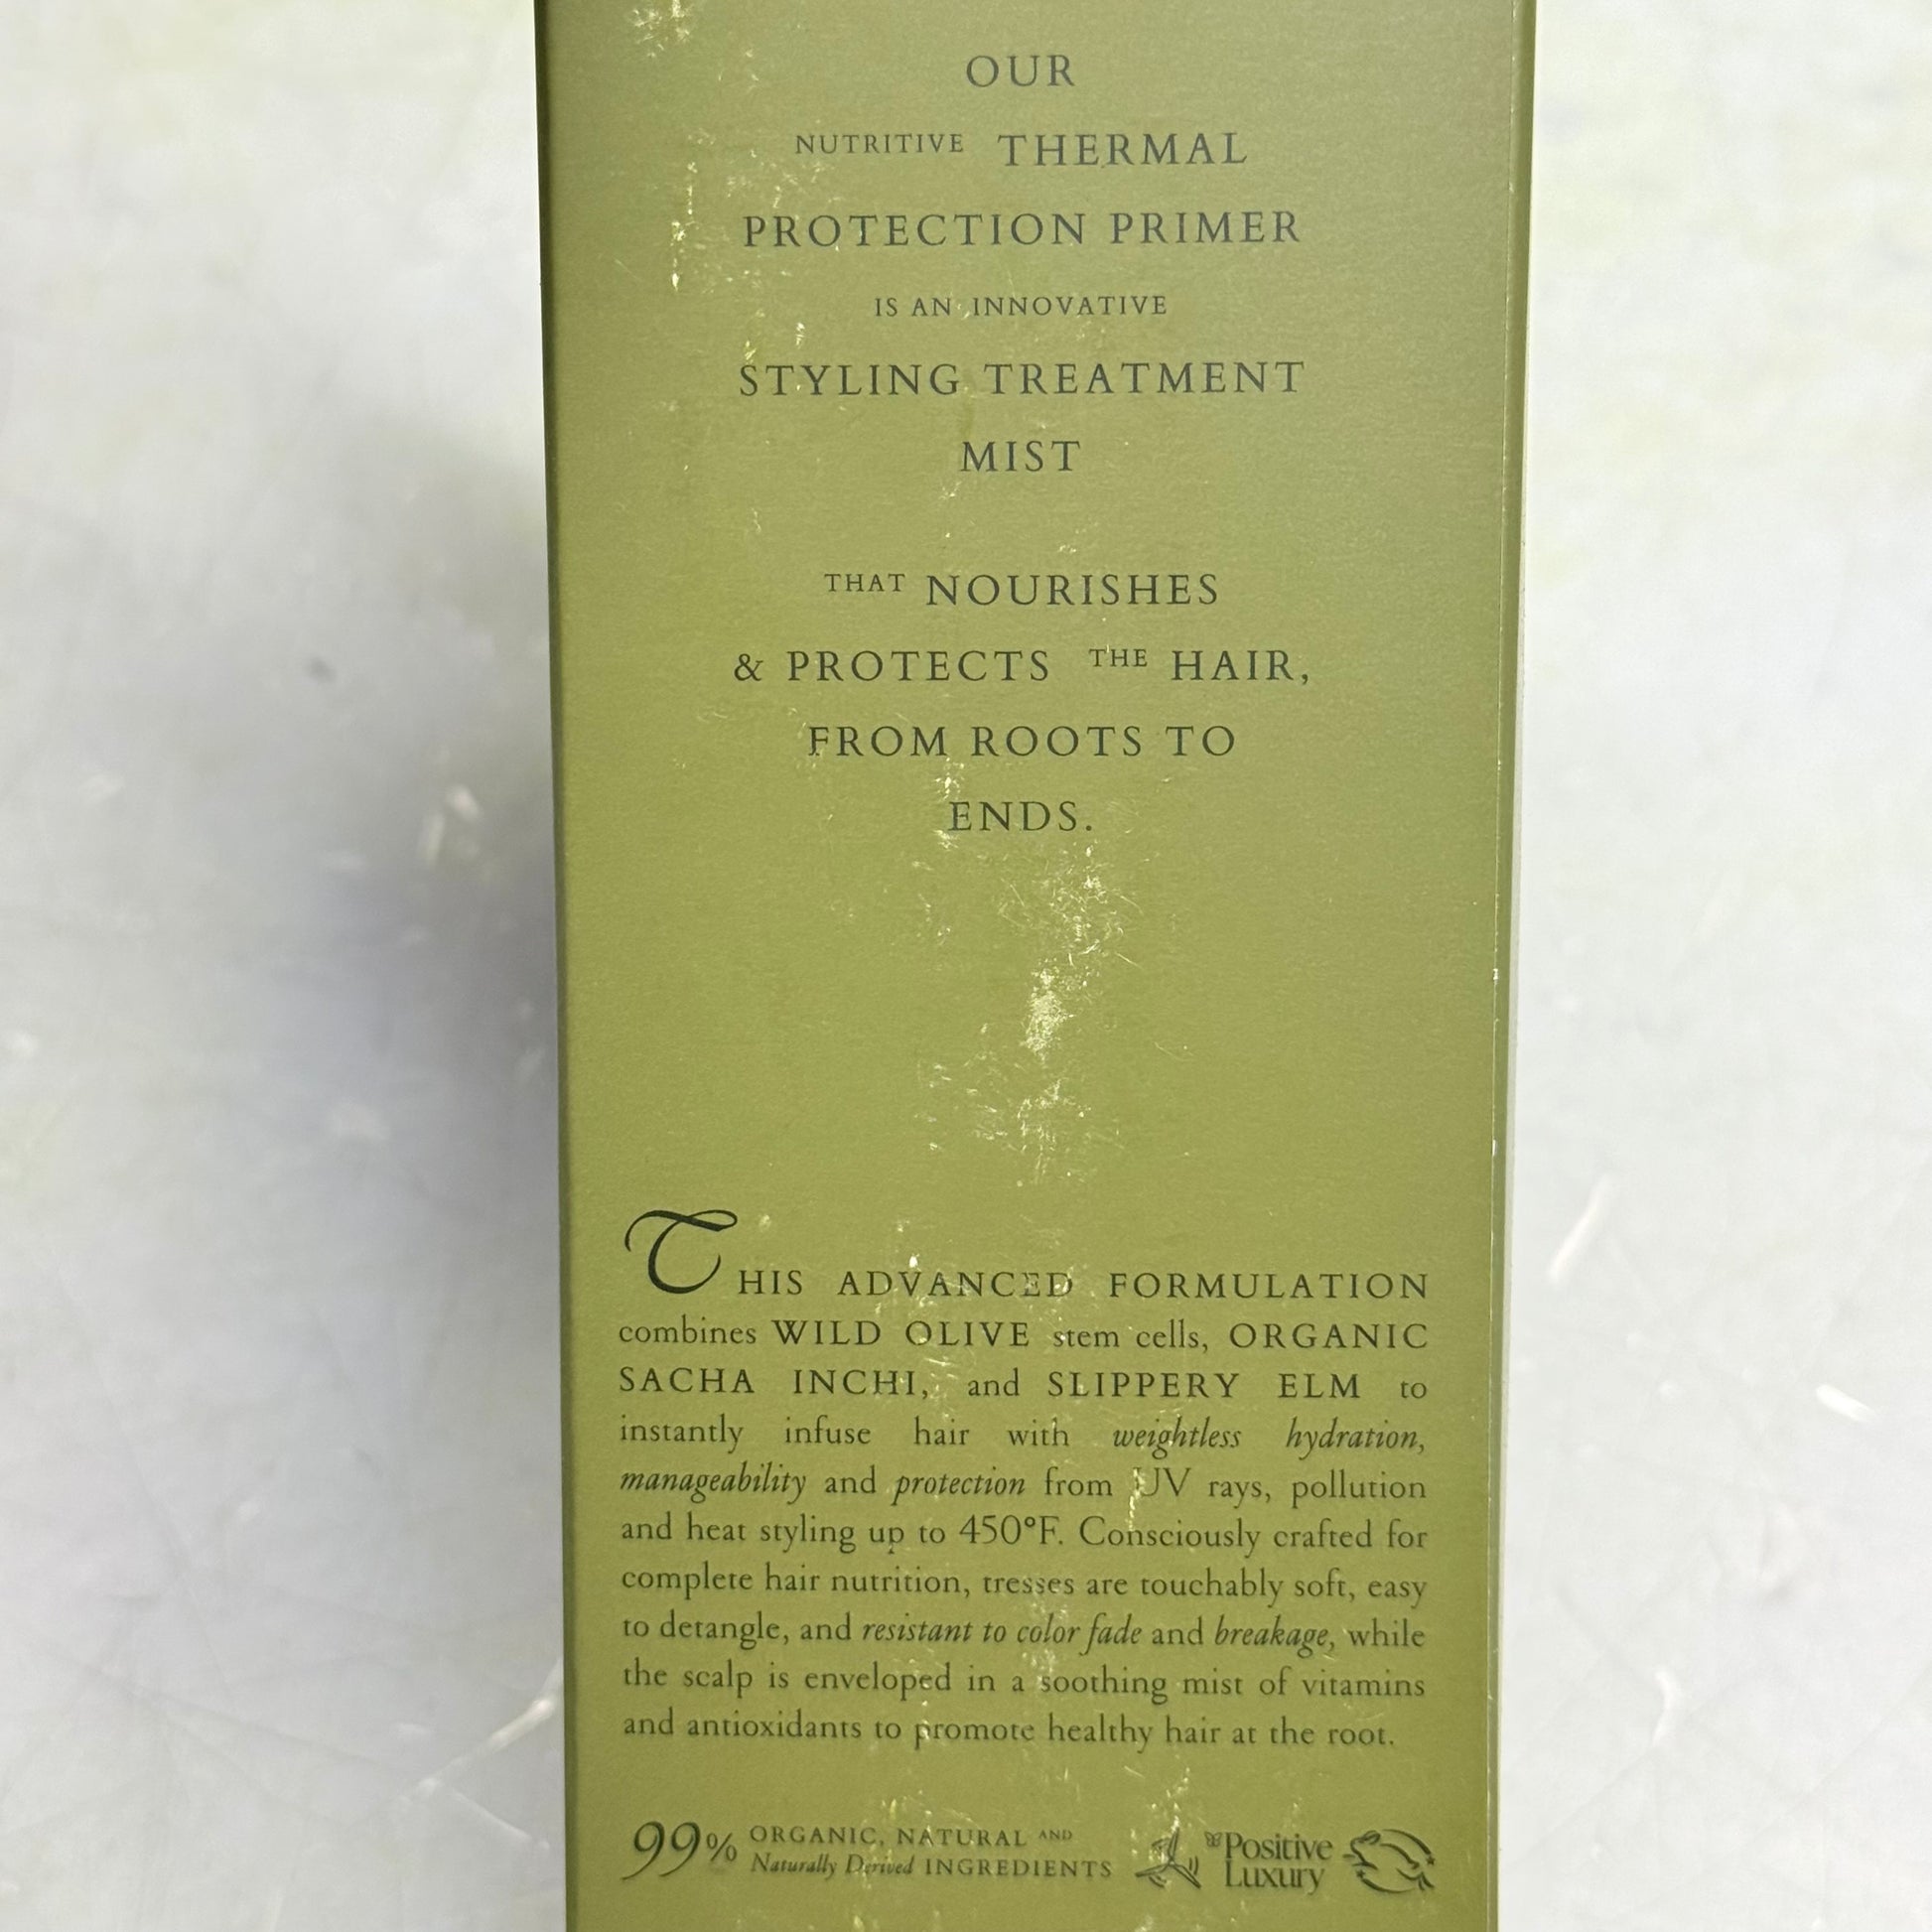 OUR
NUTRITIVE THERMAL
PROTECTION PRIMER
IS AN INNOVATIVE
STYLING TREATMENT
MIST
THAT NOURISHES
& PROTECTS THE HAIR,
FROM ROOTS TO
ENDS.
THIS ADVANCED FORMULATION
combines WILD OLIVE stem cells, ORGANIC
SACHA INCHI, and SLIPPERY ELM to
instantly infuse hair with weightless hydration,
manageability and protection from UV rays, pollution
and heat styling up to 450°F. Consciously crafted for
complete hair nutrition, tresses are touchably soft, easy
to detangle, and resistant to color fade and breakage, while
the scalp is enveloped in a soothing mist of vitamins
and antioxidants to promote healthy hair at the root.
99% ORGANIC, NATURAL AND
Naturally Derived INGREDIENTS
Positive
Luxury